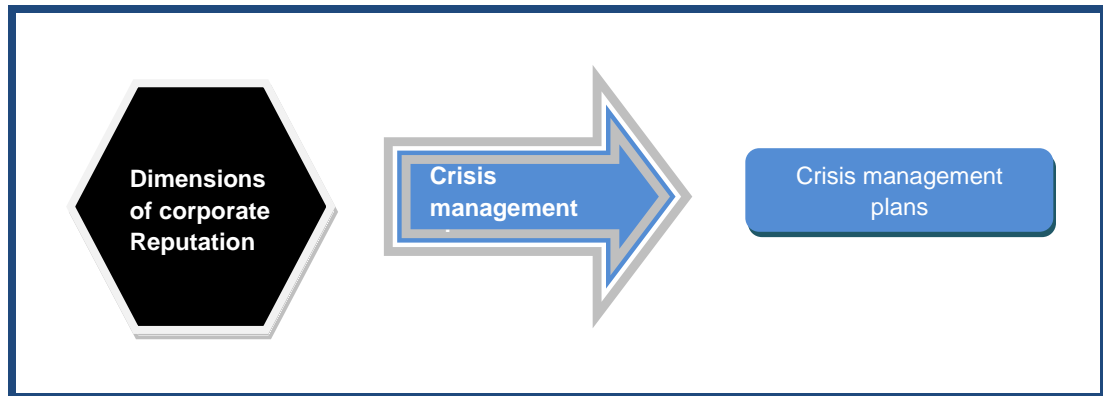 Dimensions
of corporate
Reputation
Crisis
management
Crisis management
plans